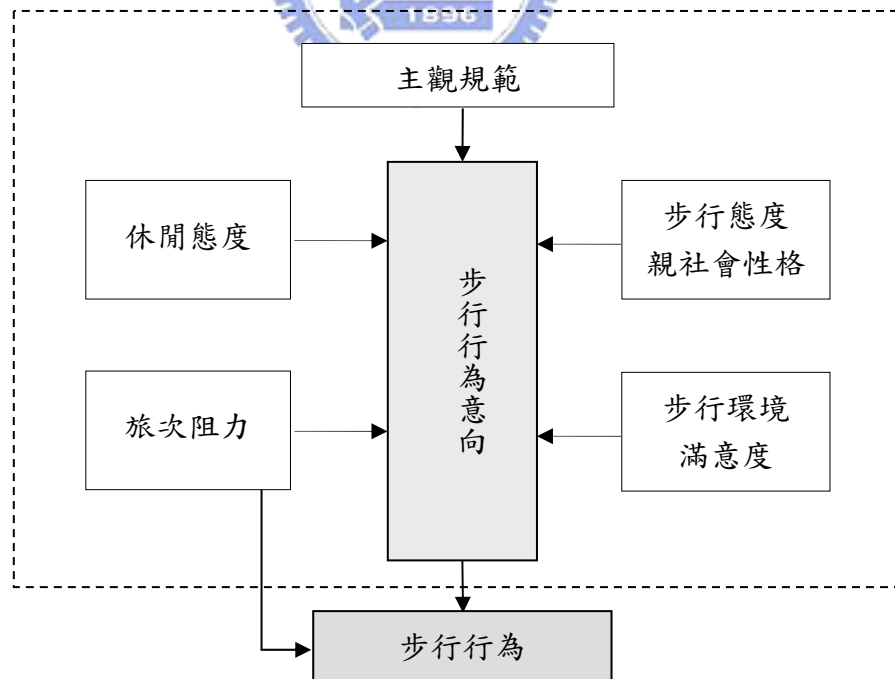 1896
主觀規範
休閒態度
步行態度
親社會性格
步行行為意向
旅次阻力
步行環境
滿意度
步行行為